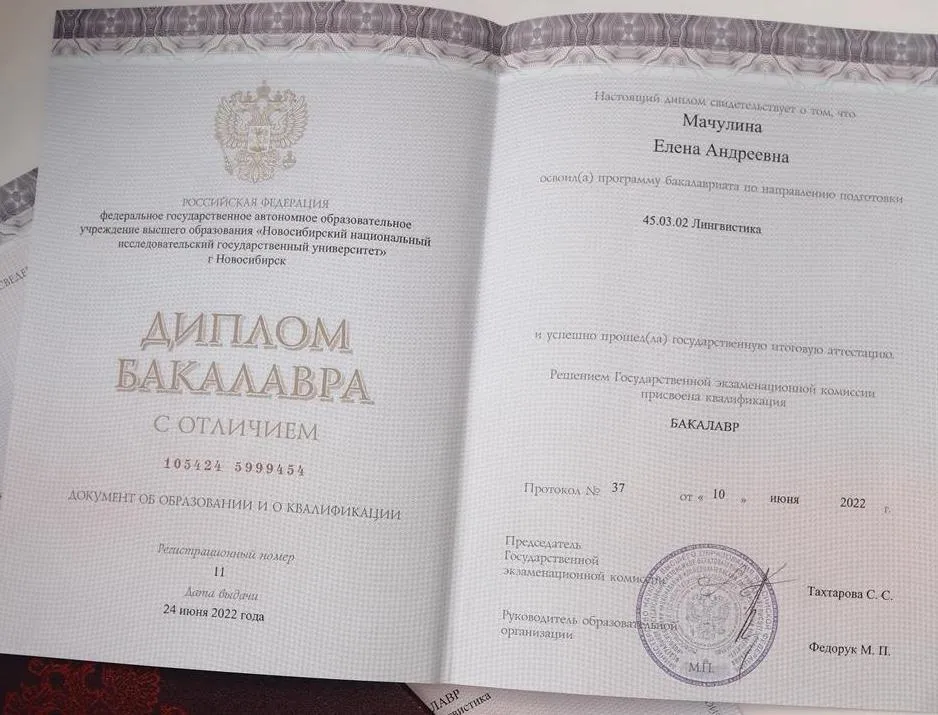 РОССИЙСКАЯ ФЕДЕРАЦИЯ
федеральное государственное автономное образовательное
учреждение высшего образования «Новосибирский национальный
исследовательский государственный университет»
г Новосибирск
ДИПЛОМ
БАКАЛАВРА
С ОТЛИЧИЕМ
105424 5999454
ДОКУМЕНТ ОБ ОБРАЗОВАНИИ И О КВАЛИФИКАЦИИ
Регистрационный номер
11
Дата выдачи
24 июня 2022 года
Настоящий диплом свидетельствует о том, что
Мачулина
Елена Андреевна
освоил(а) программу бакалавриата по направлению подготовки
45.03.02 Лингвистика
и успешно прошел(ла) государственную итоговую аттестацию.
Решением Государственной экзаменационной комиссии
присвоена квалификация
БАКАЛАВР
Протокол № 37 от « 10 » июня 2022 г.
Председатель
Государственной
экзаменационной комиссии
Тахтарова С. С.
Руководитель образовательной
организации
Федорук М. П.
М.П.